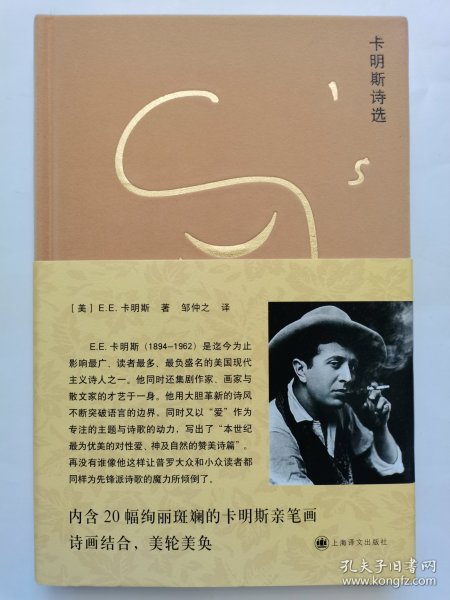 卡明斯诗选
's
[美] E.E.卡明斯 著 邹仲之 译
E.E.卡明斯（1894—1962）是迄今为止
影响最广、读者最多、最负盛名的美国现代
主义诗人之一。他同时还集剧作家、画家与
散文家的才艺于一身。他用大胆革新的诗风
不断突破语言的边界，同时又以“爱”作为
专注的主题与诗歌的动力，写出了“本世纪
最为优美的对性爱、神及自然的赞美诗篇”。
再没有谁像他这样让普罗大众和小众读者都
同样为先锋派诗歌的魔力所倾倒了。
内含20幅绚丽斑斓的卡明斯亲笔画
诗画结合，美轮美奂
上海译文出版社
孔夫子旧书网
www.kongfz.com